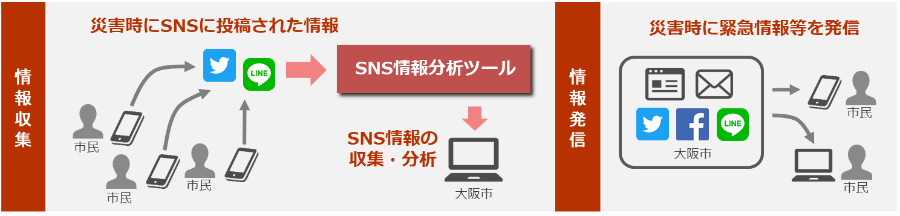 情報収集
災害時にSNSに投稿された情報
LINE
SNS情報分析ツール
市民
市民
市民
SNS情報の
収集・分析
大阪市
情報発信
災害時に緊急情報等を発信
LINE
大阪市
市民
市民